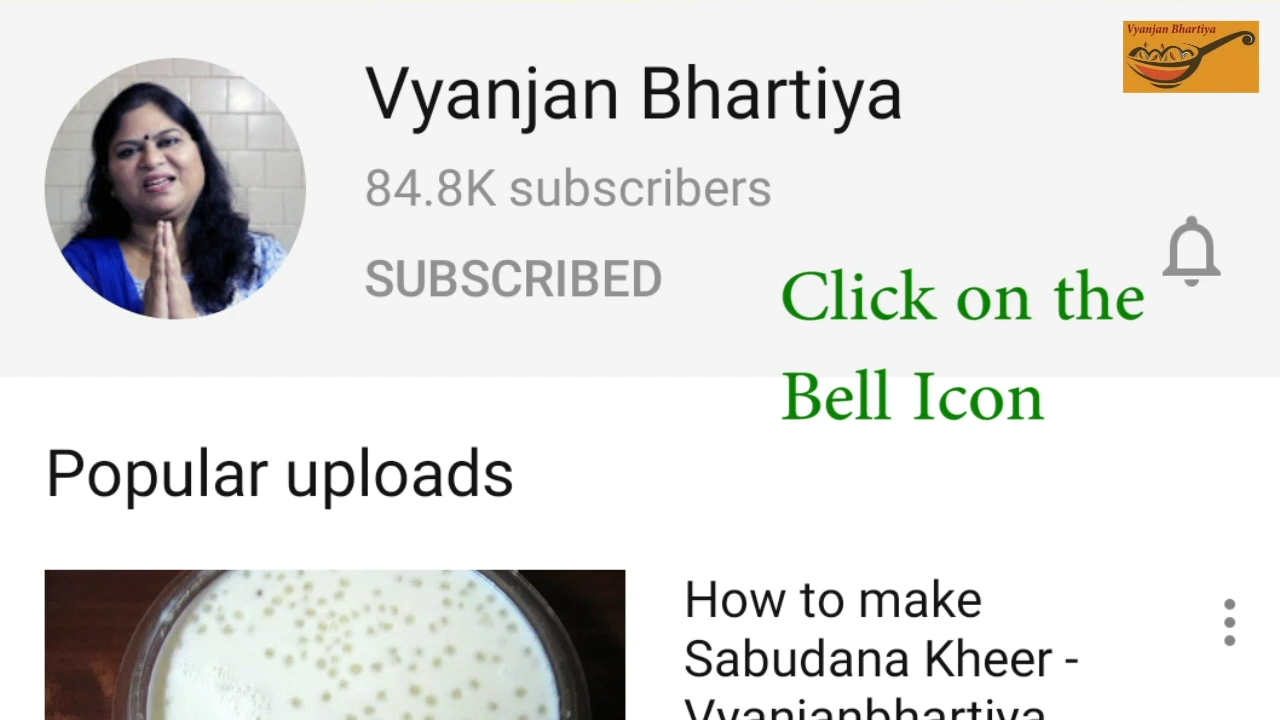 Vyanjan Bhartiya
Vyanjan Bhartiya
84.8K subscribers
SUBSCRIBED
Click on the
Bell Icon
Popular uploads
How to make
Sabudana Kheer -
Vyanjanbhartiya